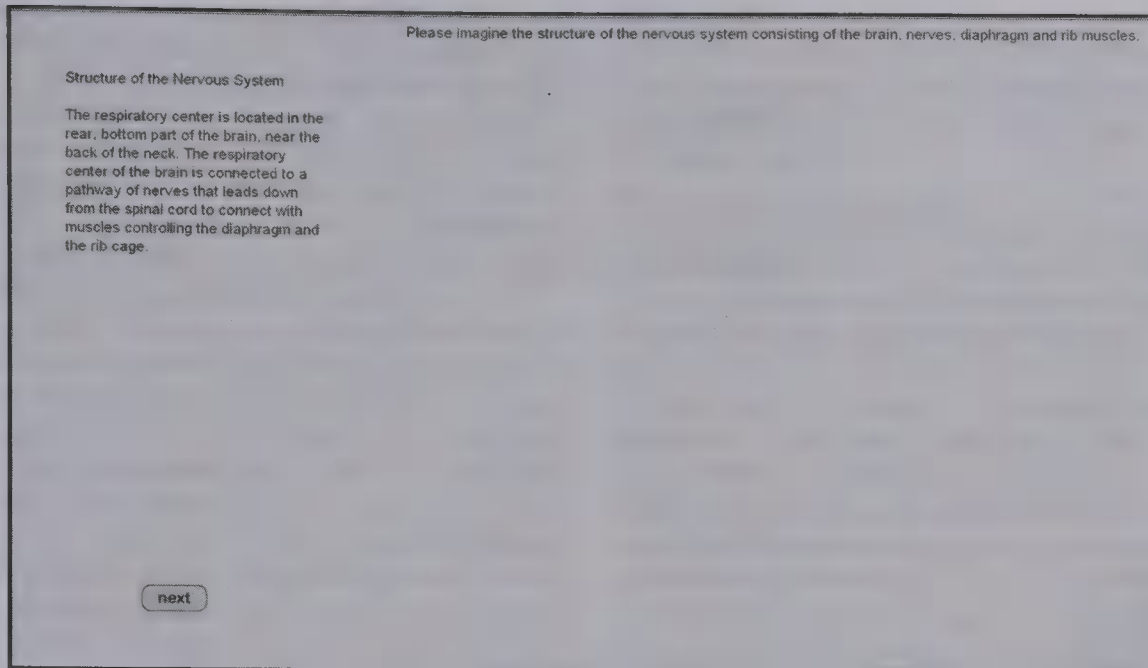 Please imagine the structure of the nervous system consisting of the brain, nerves, diaphragm and rib muscles.
Structure of the Nervous System
The respiratory center is located in the
rear, bottom part of the brain, near the
back of the neck. The respiratory
center of the brain is connected to a
pathway of nerves that leads down
from the spinal cord to connect with
muscles controlling the diaphragm and
the rib cage.
next